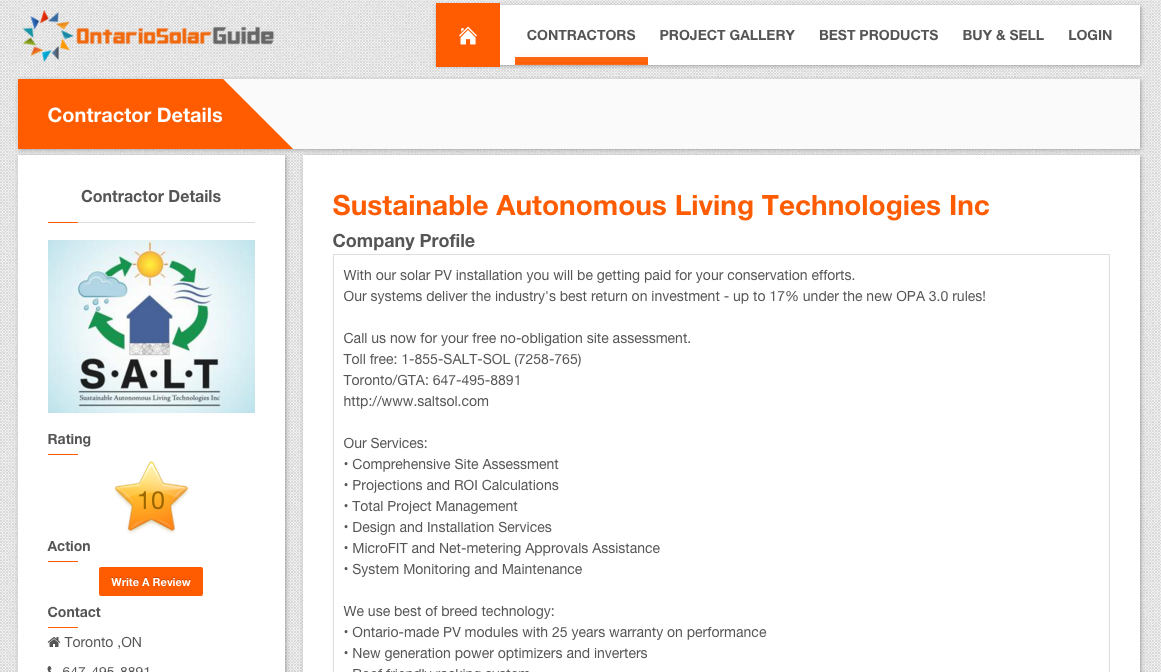 OntarioSolarGuide
CONTRACTORS PROJECT GALLERY BEST PRODUCTS BUY & SELL LOGIN
Contractor Details
Contractor Details
S·A·L·T
Sustainable Autonomous Living Technologies Inc
Rating
10
Action
Write A Review
Contact
Toronto ,ON
647-495-8891
Sustainable Autonomous Living Technologies Inc
Company Profile
With our solar PV installation you will be getting paid for your conservation efforts.
Our systems deliver the industry's best return on investment - up to 17% under the new OPA 3.0 rules!
Call us now for your free no-obligation site assessment.
Toll free: 1-855-SALT-SOL (7258-765)
Toronto/GTA: 647-495-8891
http://www.saltsol.com
Our Services:
• Comprehensive Site Assessment
• Projections and ROI Calculations
• Total Project Management
• Design and Installation Services
• MicroFIT and Net-metering Approvals Assistance
• System Monitoring and Maintenance
We use best of breed technology:
• Ontario-made PV modules with 25 years warranty on performance
• New generation power optimizers and inverters
• Roof friendly racking system